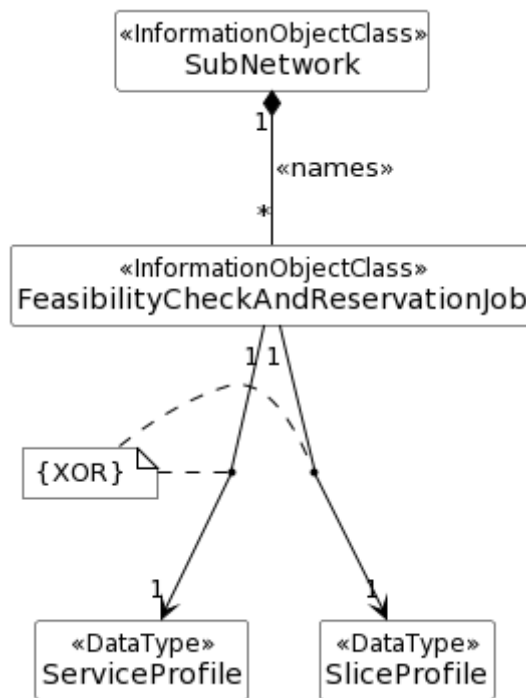 «InformationObjectClass»
SubNetwork
1
«names»
*
«InformationObjectClass»
FeasibilityCheckAndReservationJob
1 1
{XOR}
1 1
«DataType»
ServiceProfile
«DataType»
SliceProfile